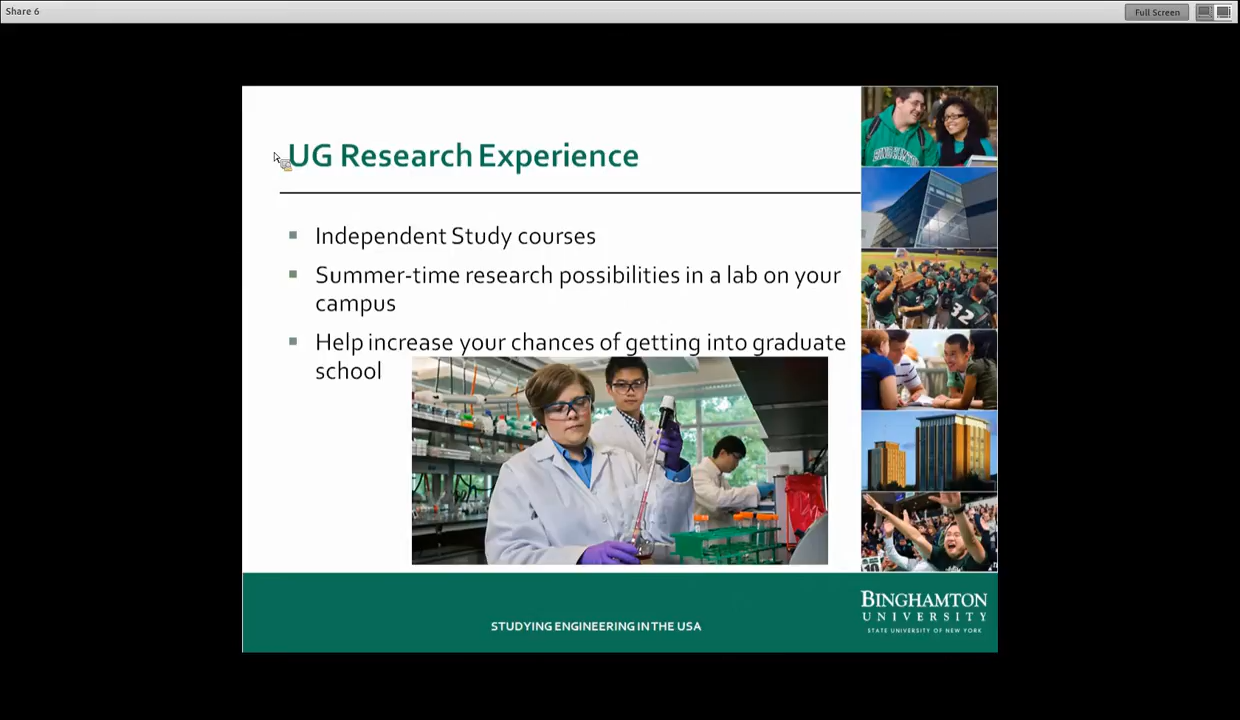 Share 6
Full Screen
UG Research Experience
Independent Study courses
Summer-time research possibilities in a lab on your
campus
Help increase your chances of getting into graduate
school
32
STUDYING ENGINEERING IN THE USA
BINGHAMTON
UNIVERSITY
STATE UNIVERSITY OF NEW YORK